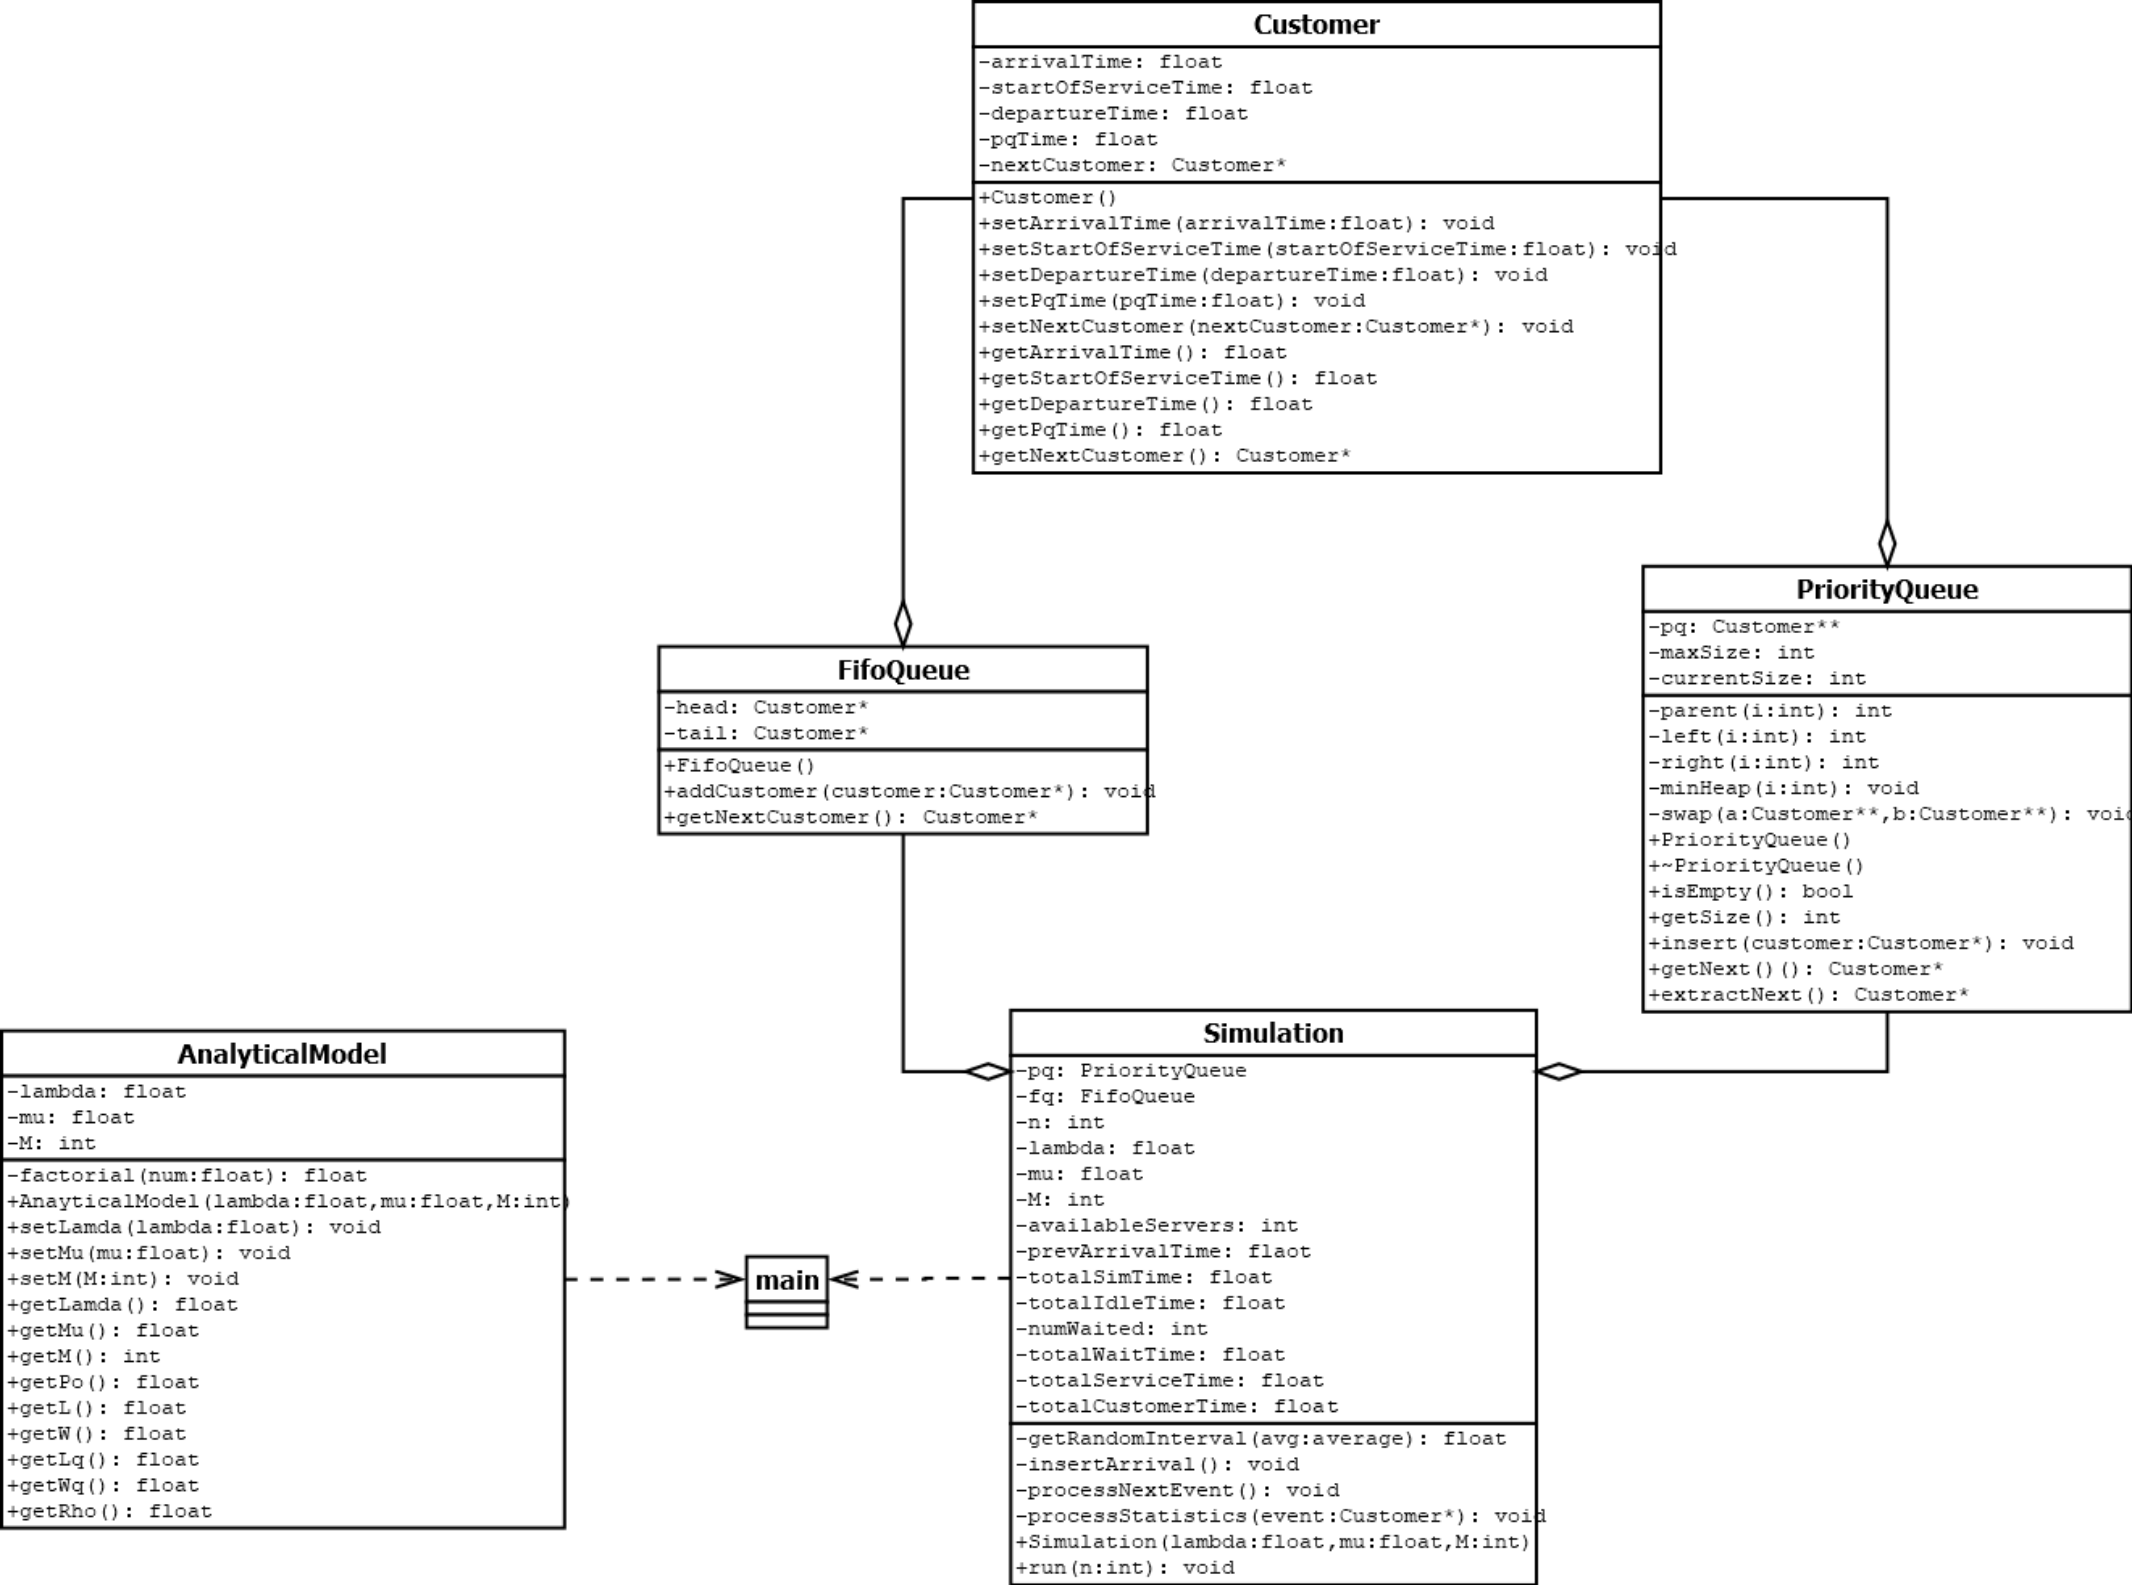 Customer
-arrivalTime: float
-startOfServiceTime: float
-departureTime: float
-pqTime: float
-nextCustomer: Customer*
+Customer()
+setArrivalTime(arrivalTime:float): void
+setStartOfServiceTime(startOfServiceTime:float): void
+setDepartureTime(departureTime:float): void
+setPqTime(pqTime:float): void
+setNextCustomer(nextCustomer:Customer*): void
+getArrivalTime(): float
+getStartOfServiceTime(): float
+getDepartureTime(): float
+getPqTime(): float
+getNextCustomer(): Customer*
PriorityQueue
-pq: Customer**
-maxSize: int
-currentSize: int
-parent(i:int): int
-left(i:int): int
-right(i:int): int
-minHeap(i:int): void
-swap(a:Customer**,b:Customer**): void
+PriorityQueue()
+~PriorityQueue()
+isEmpty(): bool
+getSize(): int
+insert(customer:Customer*): void
+getNext()(): Customer*
+extractNext(): Customer*
FifoQueue
-head: Customer*
-tail: Customer*
+FifoQueue()
+addCustomer(customer:Customer*): void
+getNextCustomer(): Customer*
Simulation
-pq: PriorityQueue
-fq: FifoQueue
-n: int
-lambda: float
-mu: float
-M: int
-availableServers: int
-prevArrivalTime: flaot
-totalSimTime: float
-totalIdleTime: float
-numWaited: int
-totalWaitTime: float
-totalServiceTime: float
-totalCustomerTime: float
-getRandomInterval(avg:average): float
-insertArrival(): void
-processNextEvent(): void
-processStatistics(event:Customer*): void
+Simulation(lambda:float,mu:float,M:int)
+run(n:int): void
AnalyticalModel
-lambda: float
-mu: float
-M: int
-factorial(num:float): float
+AnayticalModel(lambda:float,mu:float,M:int)
+setLamda(lambda:float): void
+setMu(mu:float): void
+setM(M:int): void
+getLamda(): float
+getMu(): float
+getM(): int
+getPo(): float
+getL(): float
+getW(): float
+getLq(): float
+getWq(): float
+getRho(): float
main